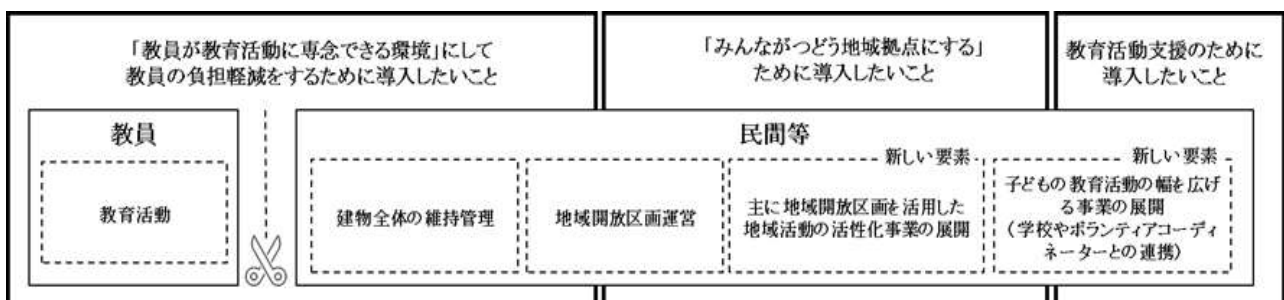 「教員が教育活動に専念できる環境」にして
教員の負担軽減をするために導入したいこと
「みんながつどう地域拠点にする」
ために導入したいこと
教育活動支援のために
導入したいこと
教員
教育活動
民間等
建物全体の維持管理
地域開放区画運営
新しい要素
主に地域開放区画を活用した
地域活動の活性化事業の展開
新しい要素
子どもの教育活動の幅を広げ
る事業の展開
(学校やボランティアコーディ
ネーターとの連携)